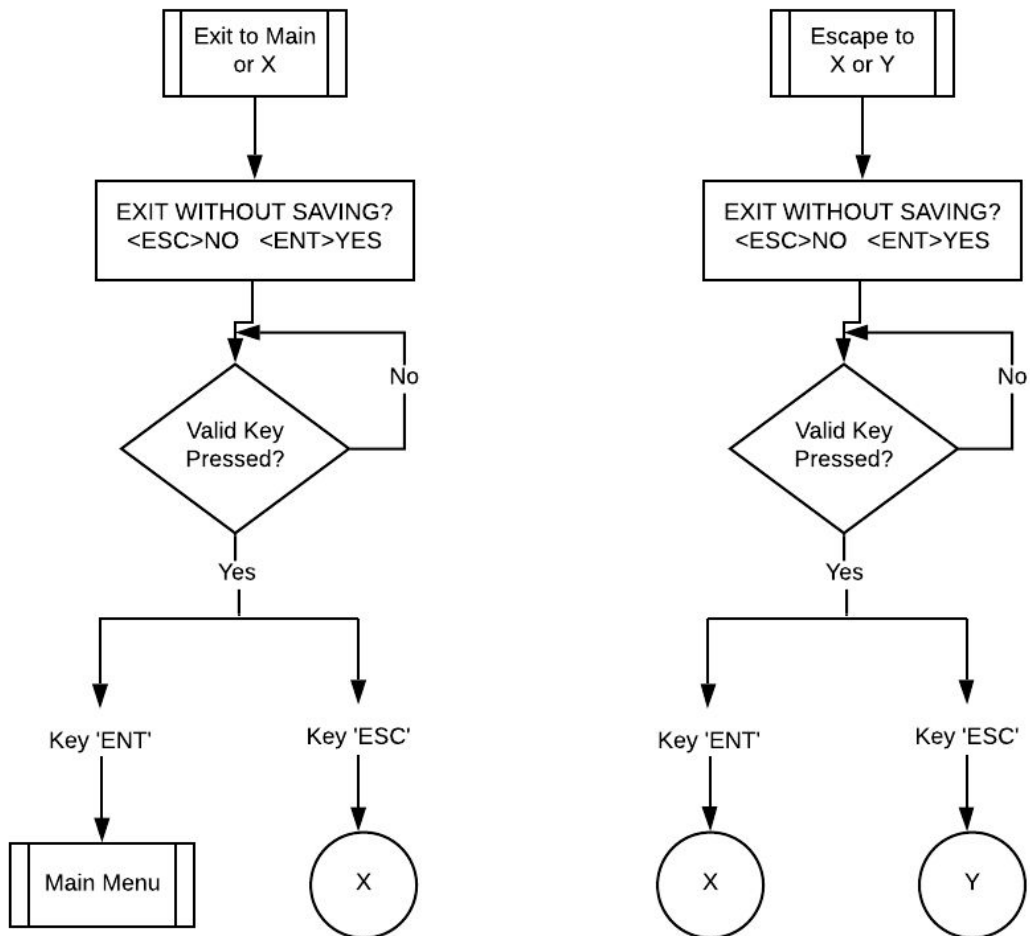 Exit to Main
or X
EXIT WITHOUT SAVING?
<ESC>NO <ENT>YES
Valid Key
Pressed?
No
Yes
Key 'ENT'
Key 'ESC'
Main Menu
X
Escape to
X or Y
EXIT WITHOUT SAVING?
<ESC>NO <ENT>YES
Valid Key
Pressed?
No
Yes
Key 'ENT'
Key 'ESC'
X
Y